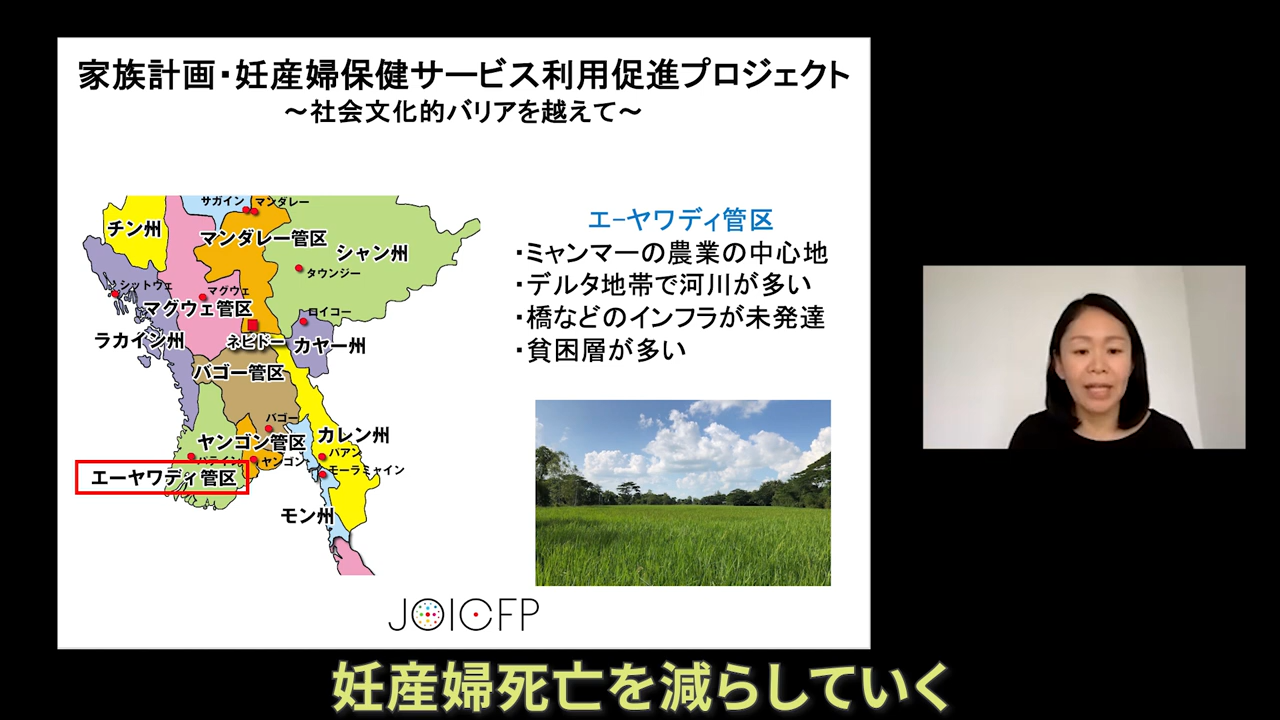 家族計画・妊産婦保健サービス利用促進プロジェクト
～社会文化的バリアを越えて～
サガイン
マンダレー
チン州
マンダレー管区
シャン州
タウンジー
シットウェ
マグウェ
マグウェ管区
ロイコー
ラカイン州
ネピドー
カヤー州
バゴー管区
バゴー
ヤンゴン管区
カレン州
パアン
パテイン
ヤンゴン
モーラミャイン
エーヤワディ管区
モン州
エーヤワディ管区
・ミャンマーの農業の中心地
・デルタ地帯で河川が多い
・橋などのインフラが未発達
・貧困層が多い
JOICFP
妊産婦死亡を減らしていく